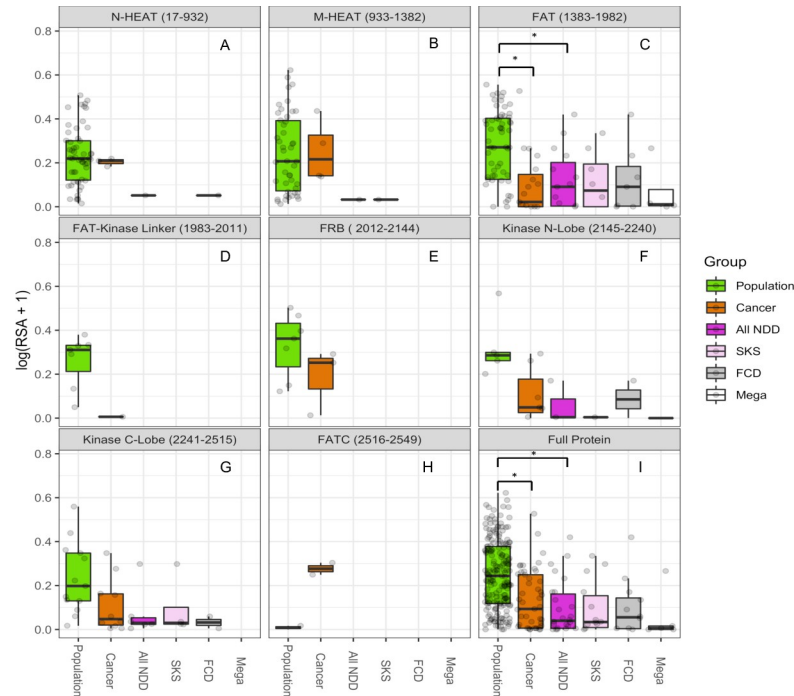 N-HEAT (17-932)
M-HEAT (933-1382)
FAT (1383-1982)
A
B
C
*
*
0.8
0.6
0.4
0.2
0.0
FAT-Kinase Linker (1983-2011)
FRB ( 2012-2144)
Kinase N-Lobe (2145-2240)
D
E
F
0.8
0.6
0.4
0.2
0.0
log(RSA + 1)
Kinase C-Lobe (2241-2515)
FATC (2516-2549)
Full Protein
G
H
I
*
*
0.8
0.6
0.4
0.2
0.0
Population
Cancer
All NDD
SKS
FCD
Mega
Population
Cancer
All NDD
SKS
FCD
Mega
Population
Cancer
All NDD
SKS
FCD
Mega
Group
Population
Cancer
All NDD
SKS
FCD
Mega